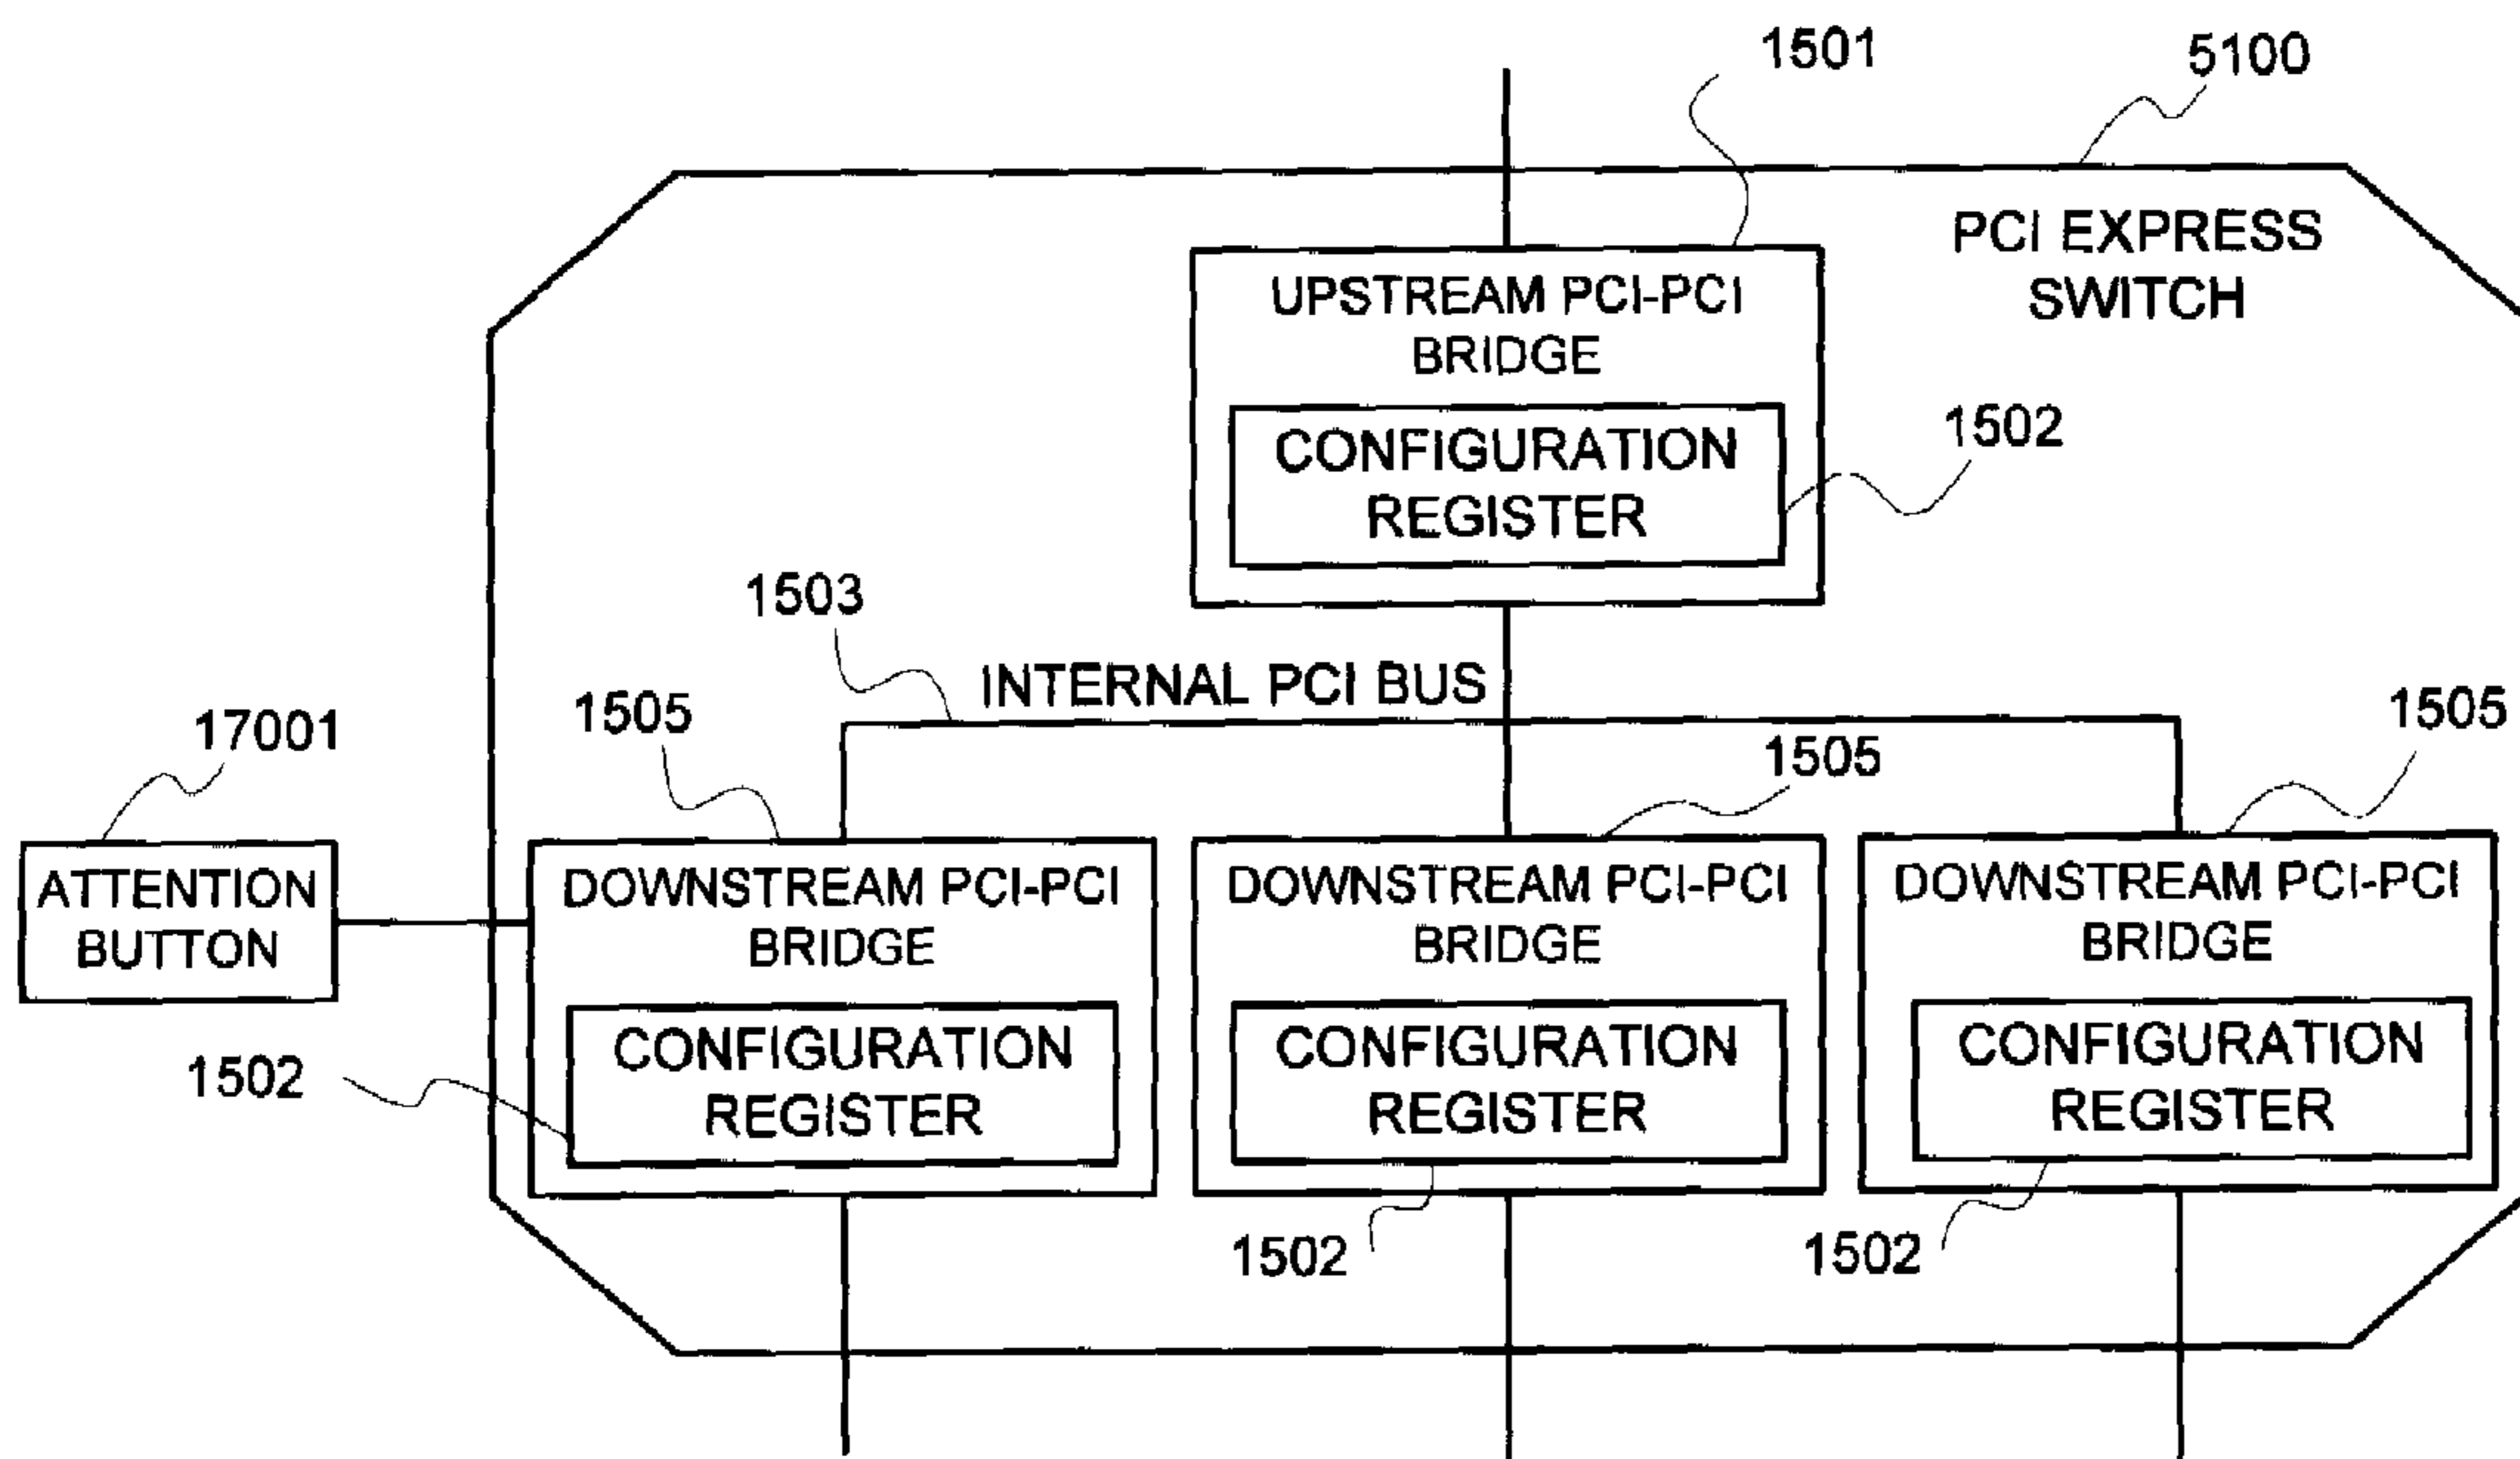 1501
5100
PCI EXPRESS
SWITCH
UPSTREAM PCI-PCI
BRIDGE
CONFIGURATION
REGISTER
1502
1503
INTERNAL PCI BUS
17001
1505
1505
1505
ATTENTION
BUTTON
DOWNSTREAM PCI-PCI
BRIDGE
CONFIGURATION
REGISTER
DOWNSTREAM PCI-PCI
BRIDGE
CONFIGURATION
REGISTER
DOWNSTREAM PCI-PCI
BRIDGE
CONFIGURATION
REGISTER
1502
1502
1502